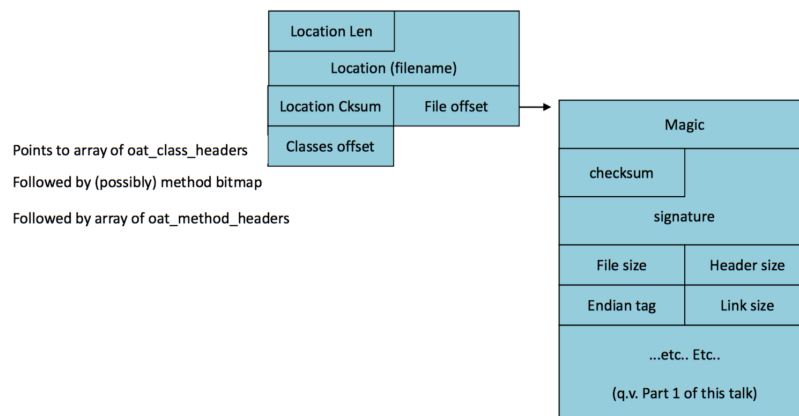 Location Len
Location (filename)
Location Cksum
File offset
Classes offset
Points to array of oat_class_headers
Followed by (possibly) method bitmap
Followed by array of oat_method_headers
Magic
checksum
signature
File size
Header size
Endian tag
Link size
...etc.. Etc..
(q.v. Part 1 of this talk)